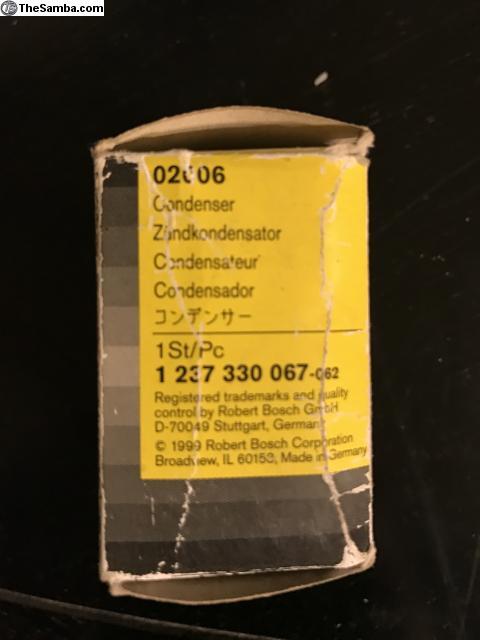 TheSamba.com
02006
Condenser
Zündkondensator
Condensateur
Condensador
コンデンサー
1St/Pc
1 237 330 067-062
Registered trademarks and quality
control by Robert Bosch GmbH
D-70049 Stuttgart, Germany
© 1999 Robert Bosch Corporation
Broadview, IL 60153, Made in Germany